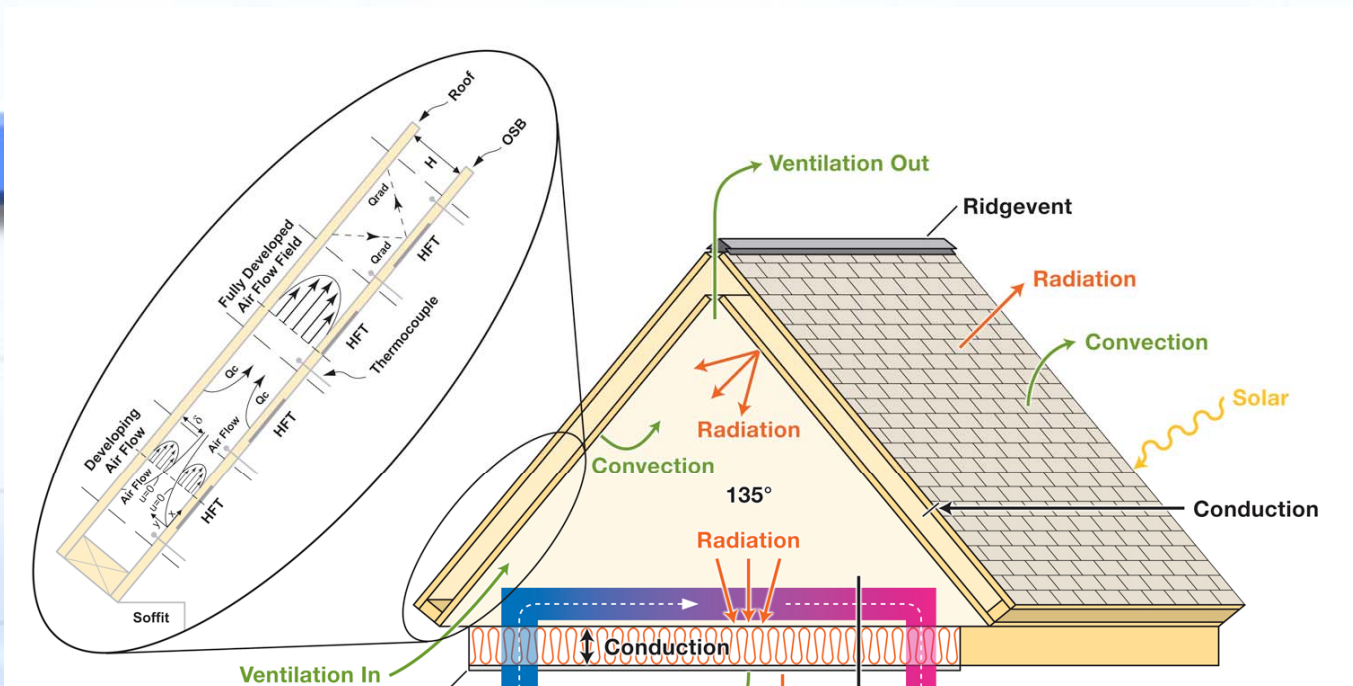 Roof
OSB
H
Qrad
Qrad
HFT
Fully Developed
Air Flow Field
HFT
Thermocouple
Qc
Qc
HFT
Developing
Air Flow
δ
Air Flow
Air Flow
u=0
u=0
y
x
HFT
Soffit
Ventilation Out
Ridgevent
Radiation
Convection
Solar
Radiation
Convection
135°
Conduction
Radiation
Conduction
Ventilation In